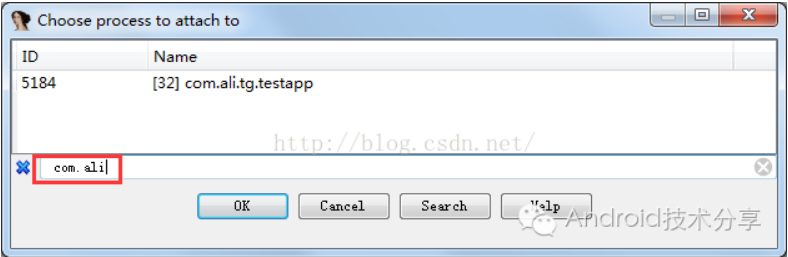 Choose process to attach to
ID Name
5184 [32] com.ali.tg.testapp
http://blog.csdn.net/
com.ali
OK Cancel Search Help
Android技术分享